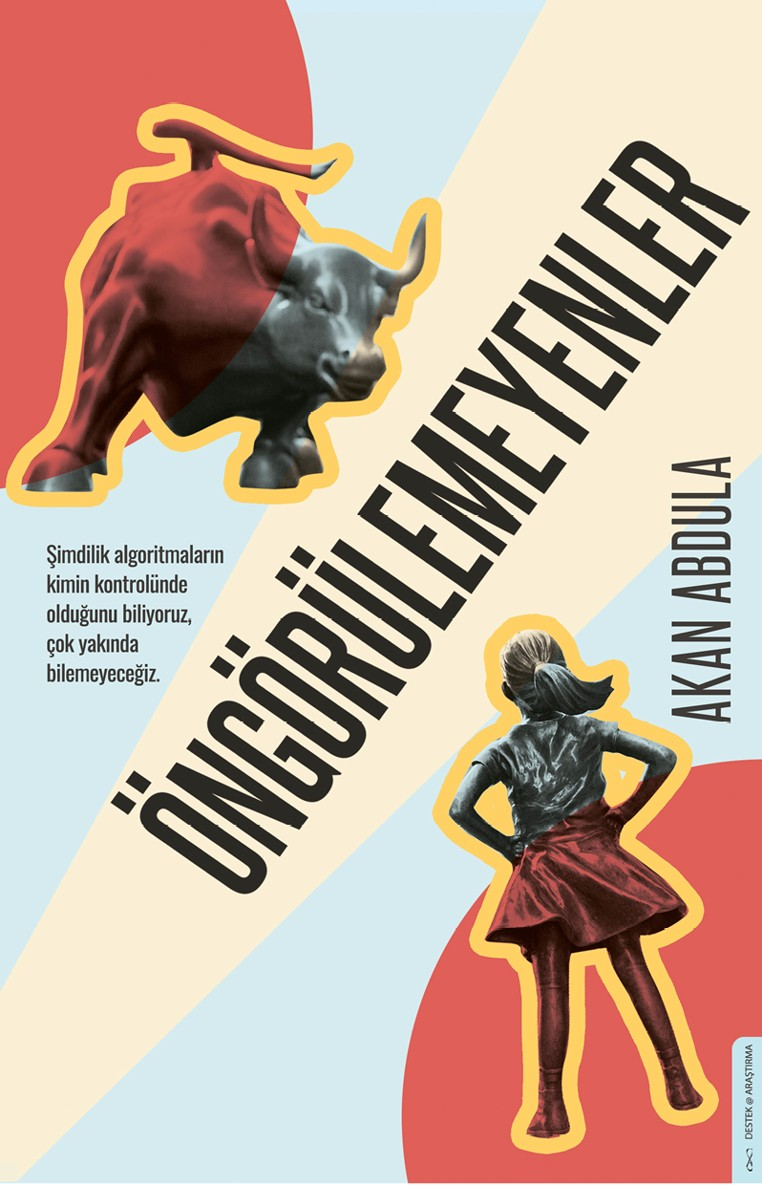 ÖNGÖRÜLEMEYENLER
AKAN ABDULA
Şimdilik algoritmaların
kimin kontrolünde
olduğunu biliyoruz,
çok yakında
bilemeyeceğiz.
DESTEK @ ARAŞTIRMA